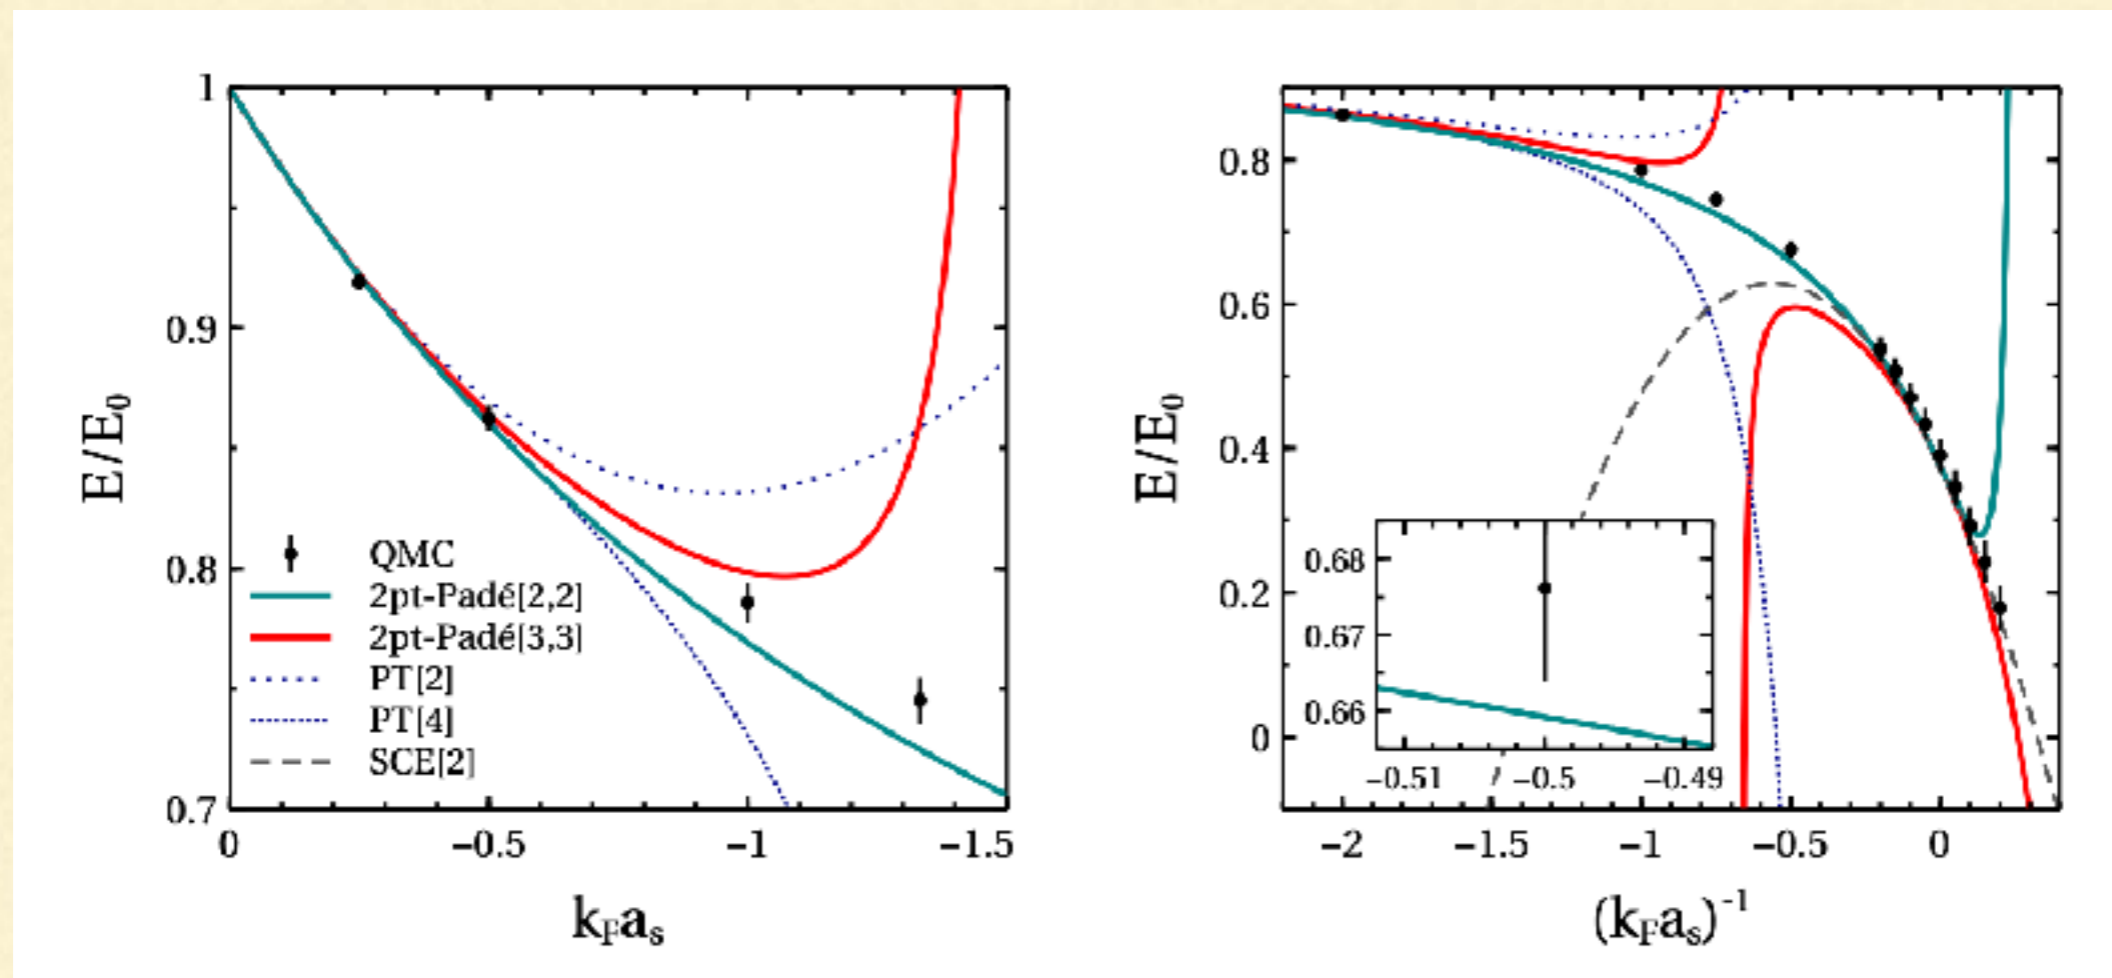 1
0.9
0.8
0.7
E/E₀
QMC
2pt-Padé[2,2]
2pt-Padé[3,3]
PT[2]
PT[4]
SCE[2]
0 −0.5 −1 −1.5
kFas
0.8
0.6
0.4
0.2
0
E/E₀
0.68
0.67
0.66
−0.51 −0.5 −0.49
−2 −1.5 −1 −0.5 0
(kFas)⁻¹